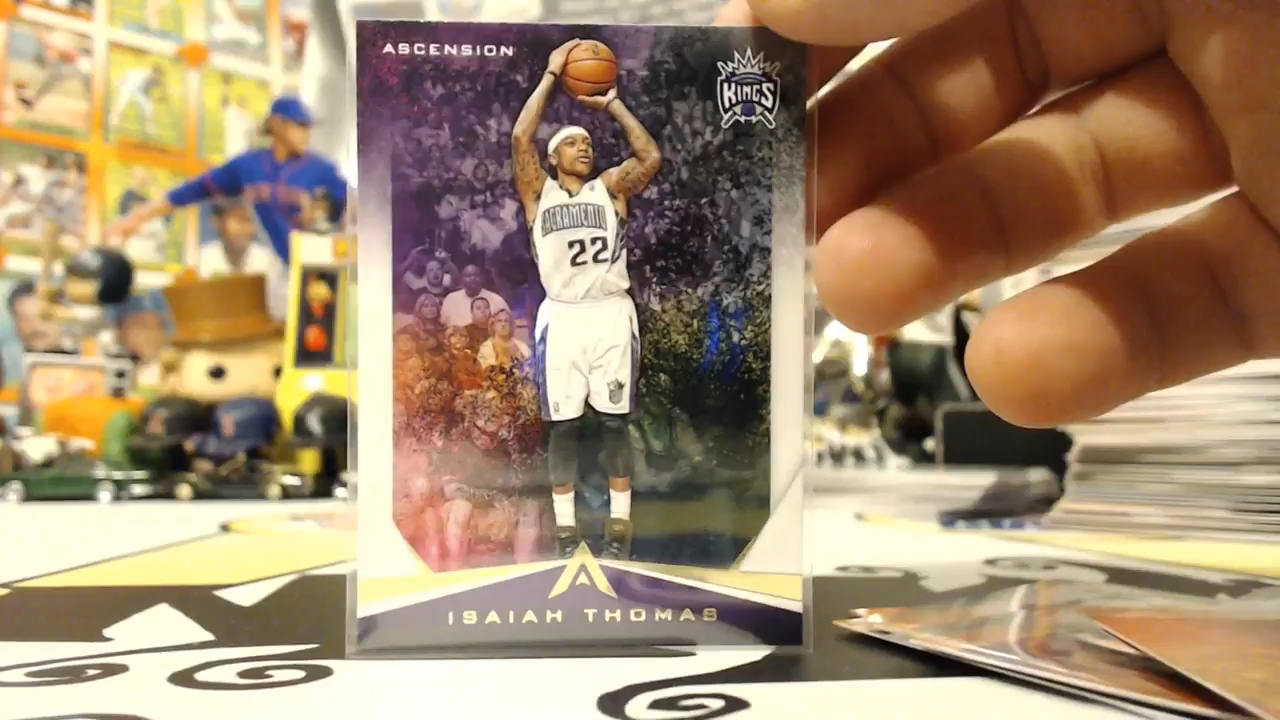 ASCENSION
KINGS
SACRAMENTO
22
ISAIAH THOMAS